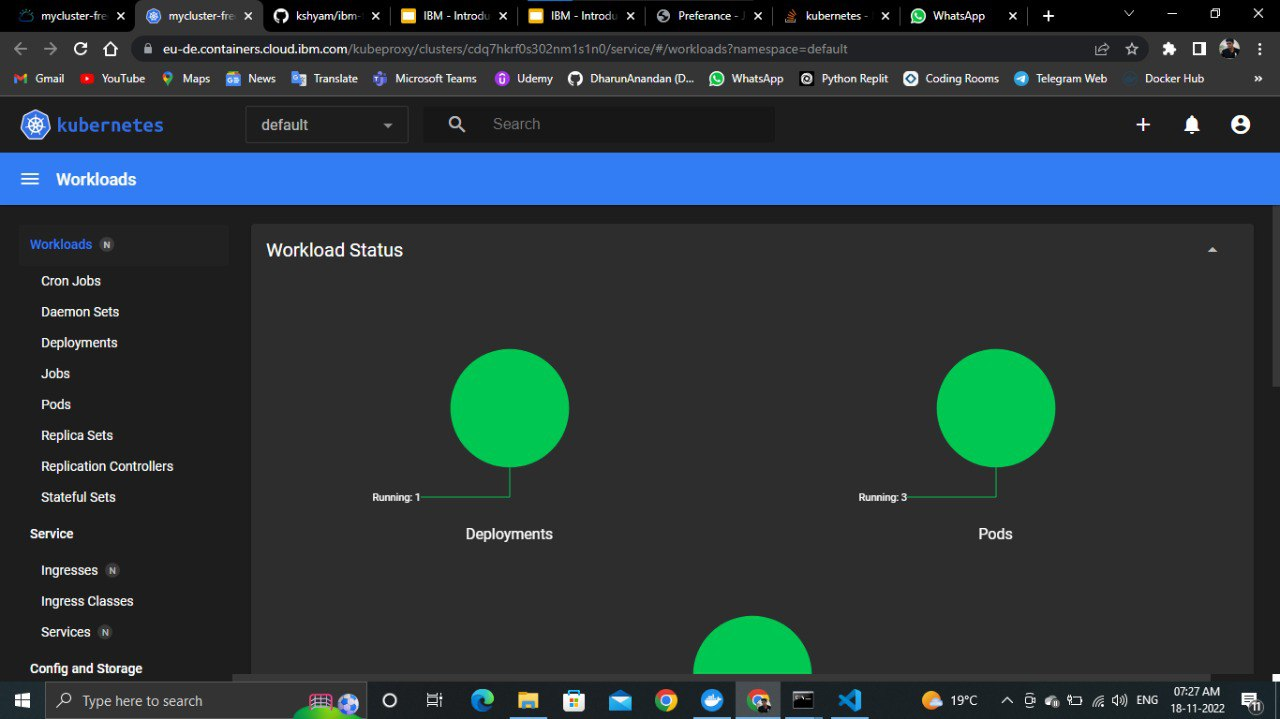 mycluster-fre
mycluster-fre
kshyam/ibm-
IBM - Introdu
IBM - Introdu
Preferance - J
kubernetes -
WhatsApp
eu-de.containers.cloud.ibm.com/kubeproxy/clusters/cdq7hkrf0s302nm1s1n0/service/#/workloads?namespace=default
Gmail
YouTube
Maps
News
Translate
Microsoft Teams
Udemy
DharunAnandan (D...
WhatsApp
Python Replit
Coding Rooms
Telegram Web
Docker Hub
»
kubernetes
default
Search
Workloads
Workloads N
Cron Jobs
Daemon Sets
Deployments
Jobs
Pods
Replica Sets
Replication Controllers
Stateful Sets
Service
Ingresses N
Ingress Classes
Services N
Config and Storage
Workload Status
Running: 1
Deployments
Running: 3
Pods
Type here to search
19°C
ENG
07:27 AM
18-11-2022
11